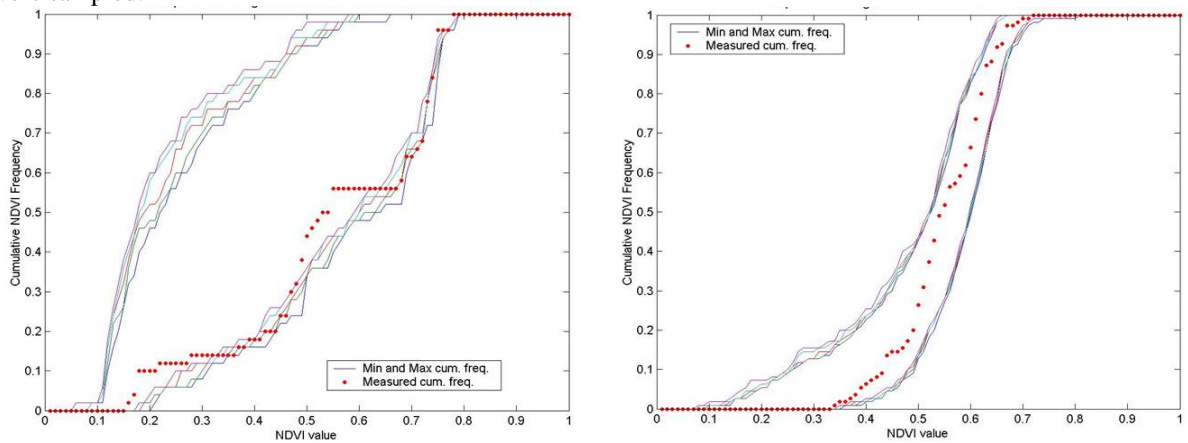 1
0.9
0.8
0.7
0.6
0.5
0.4
0.3
0.2
0.1
0
Cumulative NDVI Frequency
Min and Max cum. freq.
Measured cum. freq.
0 0.1 0.2 0.3 0.4 0.5 0.6 0.7 0.8 0.9 1
NDVI value
Min and Max cum. freq.
Measured cum. freq.
1
0.9
0.8
0.7
0.6
0.5
0.4
0.3
0.2
0.1
0
Cumulative NDVI Frequency
0 0.1 0.2 0.3 0.4 0.5 0.6 0.7 0.8 0.9 1
NDVI value